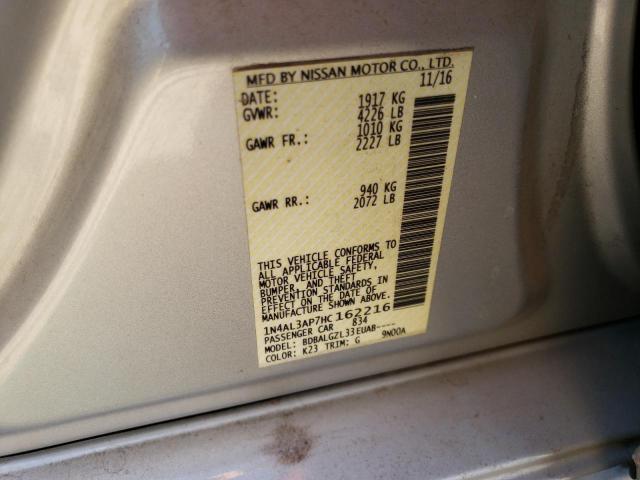 MFD BY NISSAN MOTOR CO., LTD.
DATE: 11/16
GVWR: 1917 KG
4226 LB
GAWR FR.: 1010 KG
2227 LB
GAWR RR.: 940 KG
2072 LB
THIS VEHICLE CONFORMS TO
ALL APPLICABLE FEDERAL
MOTOR VEHICLE SAFETY,
BUMPER, AND THEFT
PREVENTION STANDARDS IN
EFFECT ON THE DATE OF
MANUFACTURE SHOWN ABOVE.
1N4AL3AP7HC162216
PASSENGER CAR 834
MODEL: BDBALGZL33EUAB----
COLOR: K23 TRIM: G 9N00A